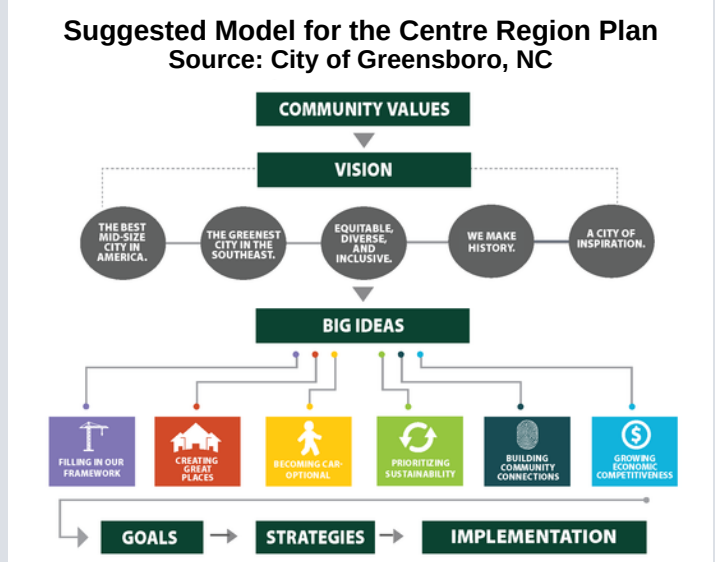 Suggested Model for the Centre Region Plan
Source: City of Greensboro, NC
COMMUNITY VALUES
VISION
THE BEST
MID-SIZE
CITY IN
AMERICA.
THE GREENEST
CITY IN THE
SOUTHEAST.
EQUITABLE,
DIVERSE,
AND
INCLUSIVE.
WE MAKE
HISTORY.
A CITY OF
INSPIRATION.
BIG IDEAS
FILLING IN OUR
FRAMEWORK
CREATING
GREAT
PLACES
BECOMING CAR-
OPTIONAL
PRIORITIZING
SUSTAINABILITY
BUILDING
COMMUNITY
CONNECTIONS
$
GROWING
ECONOMIC
COMPETITIVENESS
GOALS
STRATEGIES
IMPLEMENTATION